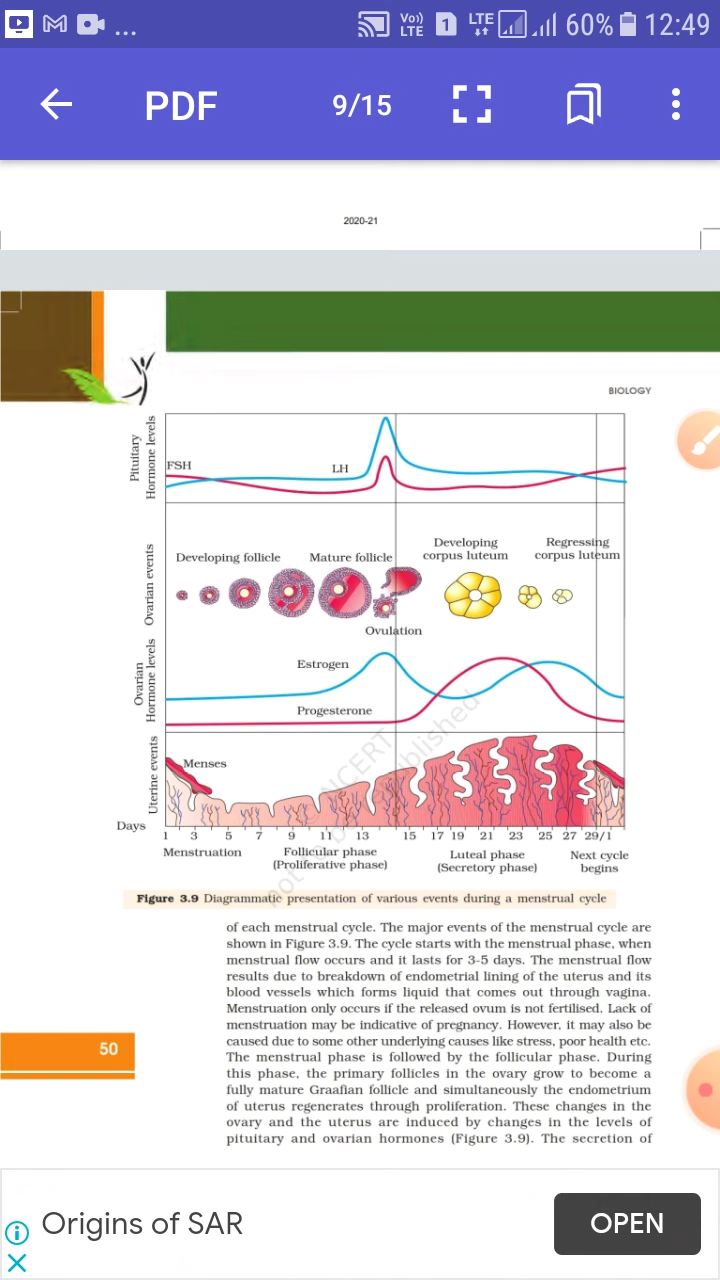 ... Vo)) LTE 1 LTE 60% 12:49
PDF 9/15
2020-21
BIOLOGY
Pituitary
Hormone levels
FSH
LH
Ovarian events
Developing follicle
Mature follicle
Developing
corpus luteum
Regressing
corpus luteum
Ovulation
Ovarian
Hormone levels
Estrogen
Progesterone
Uterine events
Menses
Days
1 3 5 7 9 11 13 15 17 19 21 23 25 27 29/1
Menstruation
Follicular phase
(Proliferative phase)
Luteal phase
(Secretory phase)
Next cycle
begins
© NCERT
not to be republished
Figure 3.9 Diagrammatic presentation of various events during a menstrual cycle
of each menstrual cycle. The major events of the menstrual cycle are
shown in Figure 3.9. The cycle starts with the menstrual phase, when
menstrual flow occurs and it lasts for 3-5 days. The menstrual flow
results due to breakdown of endometrial lining of the uterus and its
blood vessels which forms liquid that comes out through vagina.
Menstruation only occurs if the released ovum is not fertilised. Lack of
menstruation may be indicative of pregnancy. However, it may also be
caused due to some other underlying causes like stress, poor health etc.
The menstrual phase is followed by the follicular phase. During
this phase, the primary follicles in the ovary grow to become a
fully mature Graafian follicle and simultaneously the endometrium
of uterus regenerates through proliferation. These changes in the
ovary and the uterus are induced by changes in the levels of
pituitary and ovarian hormones (Figure 3.9). The secretion of
50
Origins of SAR
OPEN